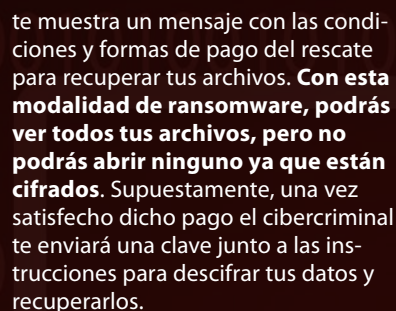 te muestra un mensaje con las condi-
ciones y formas de pago del rescate
para recuperar tus archivos. Con esta
modalidad de ransomware, podrás
ver todos tus archivos, pero no
podrás abrir ninguno ya que están
cifrados. Supuestamente, una vez
satisfecho dicho pago el cibercriminal
te enviará una clave junto a las ins-
trucciones para descifrar tus datos y
recuperarlos.